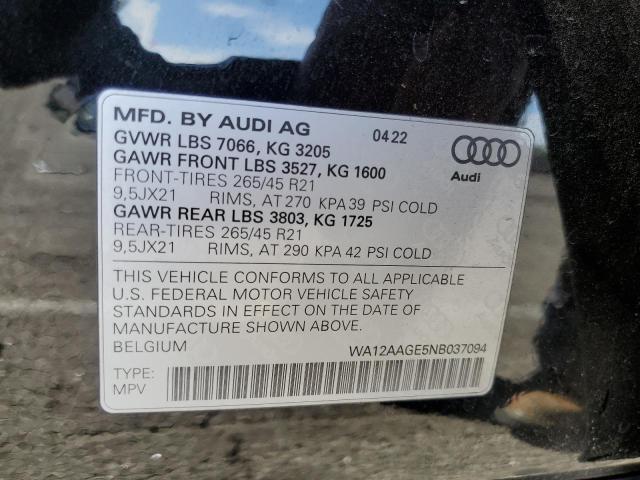 MFD. BY AUDI AG 04.22
GVWR LBS 7066, KG 3205
GAWR FRONT LBS 3527, KG 1600
FRONT-TIRES 265/45 R21
9,5JX21 RIMS, AT 270 KPA 39 PSI COLD
GAWR REAR LBS 3803, KG 1725
REAR-TIRES 265/45 R21
9,5JX21 RIMS, AT 290 KPA 42 PSI COLD
Audi
THIS VEHICLE CONFORMS TO ALL APPLICABLE
U.S. FEDERAL MOTOR VEHICLE SAFETY
STANDARDS IN EFFECT ON THE DATE OF
MANUFACTURE SHOWN ABOVE.
BELGIUM WA12AAGE5NB037094
TYPE:
MPV